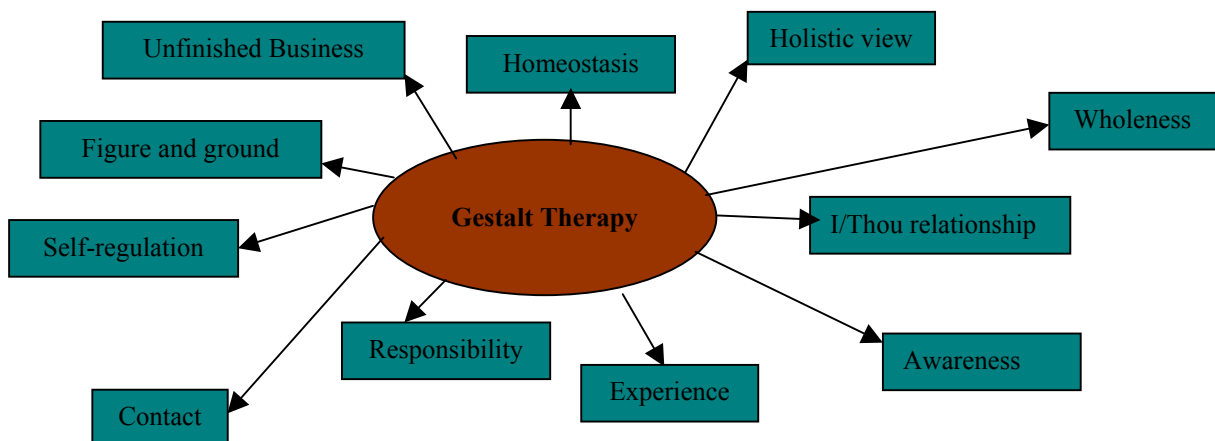 Unfinished Business
Homeostasis
Holistic view
Wholeness
Figure and ground
Gestalt Therapy
I/Thou relationship
Self-regulation
Responsibility
Awareness
Experience
Contact